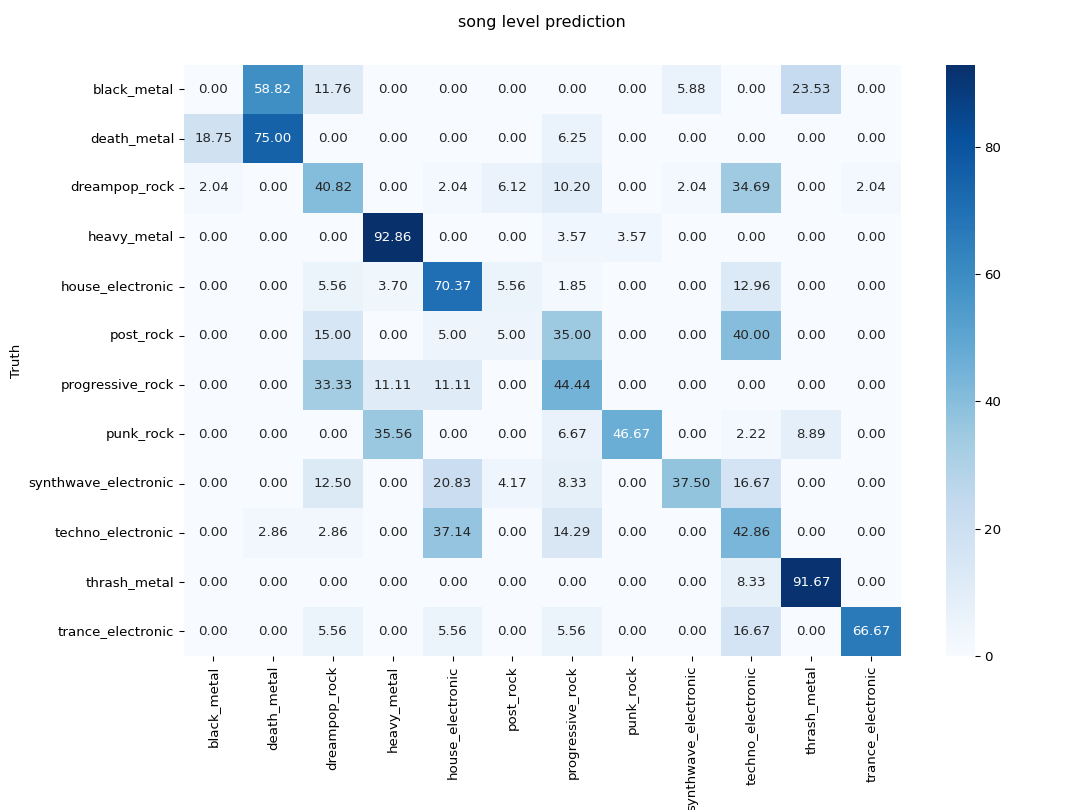 song level prediction
black_metal 0.00 58.82 11.76 0.00 0.00 0.00 0.00 0.00 5.88 0.00 23.53 0.00
death_metal 18.75 75.00 0.00 0.00 0.00 0.00 6.25 0.00 0.00 0.00 0.00 0.00
dreampop_rock 2.04 0.00 40.82 0.00 2.04 6.12 10.20 0.00 2.04 34.69 0.00 2.04
heavy_metal 0.00 0.00 0.00 92.86 0.00 0.00 3.57 3.57 0.00 0.00 0.00 0.00
house_electronic 0.00 0.00 5.56 3.70 70.37 5.56 1.85 0.00 0.00 12.96 0.00 0.00
post_rock 0.00 0.00 15.00 0.00 5.00 5.00 35.00 0.00 0.00 40.00 0.00 0.00
progressive_rock 0.00 0.00 33.33 11.11 11.11 0.00 44.44 0.00 0.00 0.00 0.00 0.00
punk_rock 0.00 0.00 0.00 35.56 0.00 0.00 6.67 46.67 0.00 2.22 8.89 0.00
synthwave_electronic 0.00 0.00 12.50 0.00 20.83 4.17 8.33 0.00 37.50 16.67 0.00 0.00
techno_electronic 0.00 2.86 2.86 0.00 37.14 0.00 14.29 0.00 0.00 42.86 0.00 0.00
thrash_metal 0.00 0.00 0.00 0.00 0.00 0.00 0.00 0.00 0.00 8.33 91.67 0.00
trance_electronic 0.00 0.00 5.56 0.00 5.56 0.00 5.56 0.00 0.00 16.67 0.00 66.67
Truth
black_metal
death_metal
dreampop_rock
heavy_metal
house_electronic
post_rock
progressive_rock
punk_rock
synthwave_electronic
techno_electronic
thrash_metal
trance_electronic
80
60
40
20
0